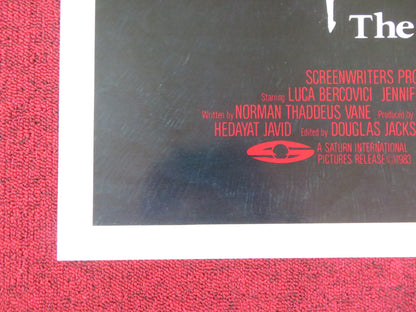 The
SCREENWRITERS PRO
Starring LUCA BERCOVICI JENNIF
Written by NORMAN THADDEUS VANE Produced by
HEDAYAT JAVID Edited by DOUGLAS JACKS
A SATURN INTERNATIONAL
PICTURES RELEASE ©MCM1983